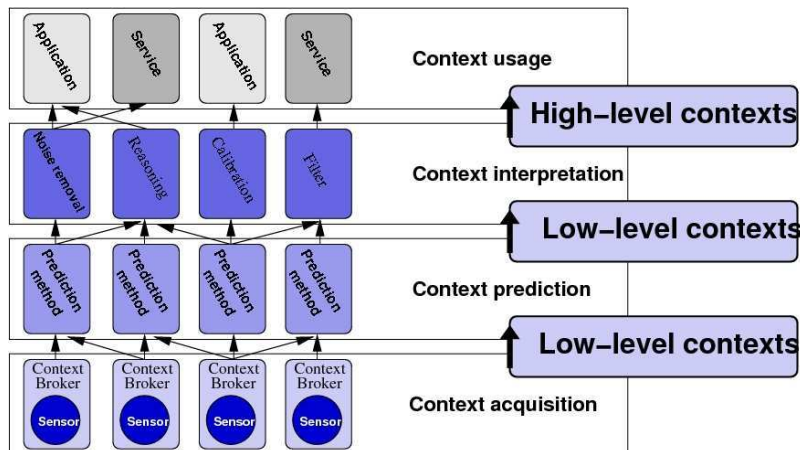 Application
Service
Application
Service
Context usage
High-level contexts
Noise removal
Reasoning
Calibration
Filter
Context interpretation
Low-level contexts
Prediction
method
Prediction
method
Prediction
method
Prediction
method
Context prediction
Low-level contexts
Context
Broker
Context
Broker
Context
Broker
Context
Broker
Sensor
Sensor
Sensor
Sensor
Context acquisition